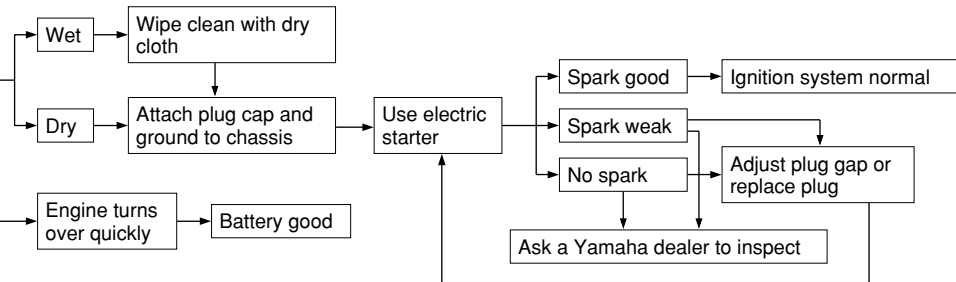 Wet
Wipe clean with dry
cloth
Dry
Attach plug cap and
ground to chassis
Use electric
starter
Spark good
Ignition system normal
Spark weak
No spark
Adjust plug gap or
replace plug
Ask a Yamaha dealer to inspect
Engine turns
over quickly
Battery good